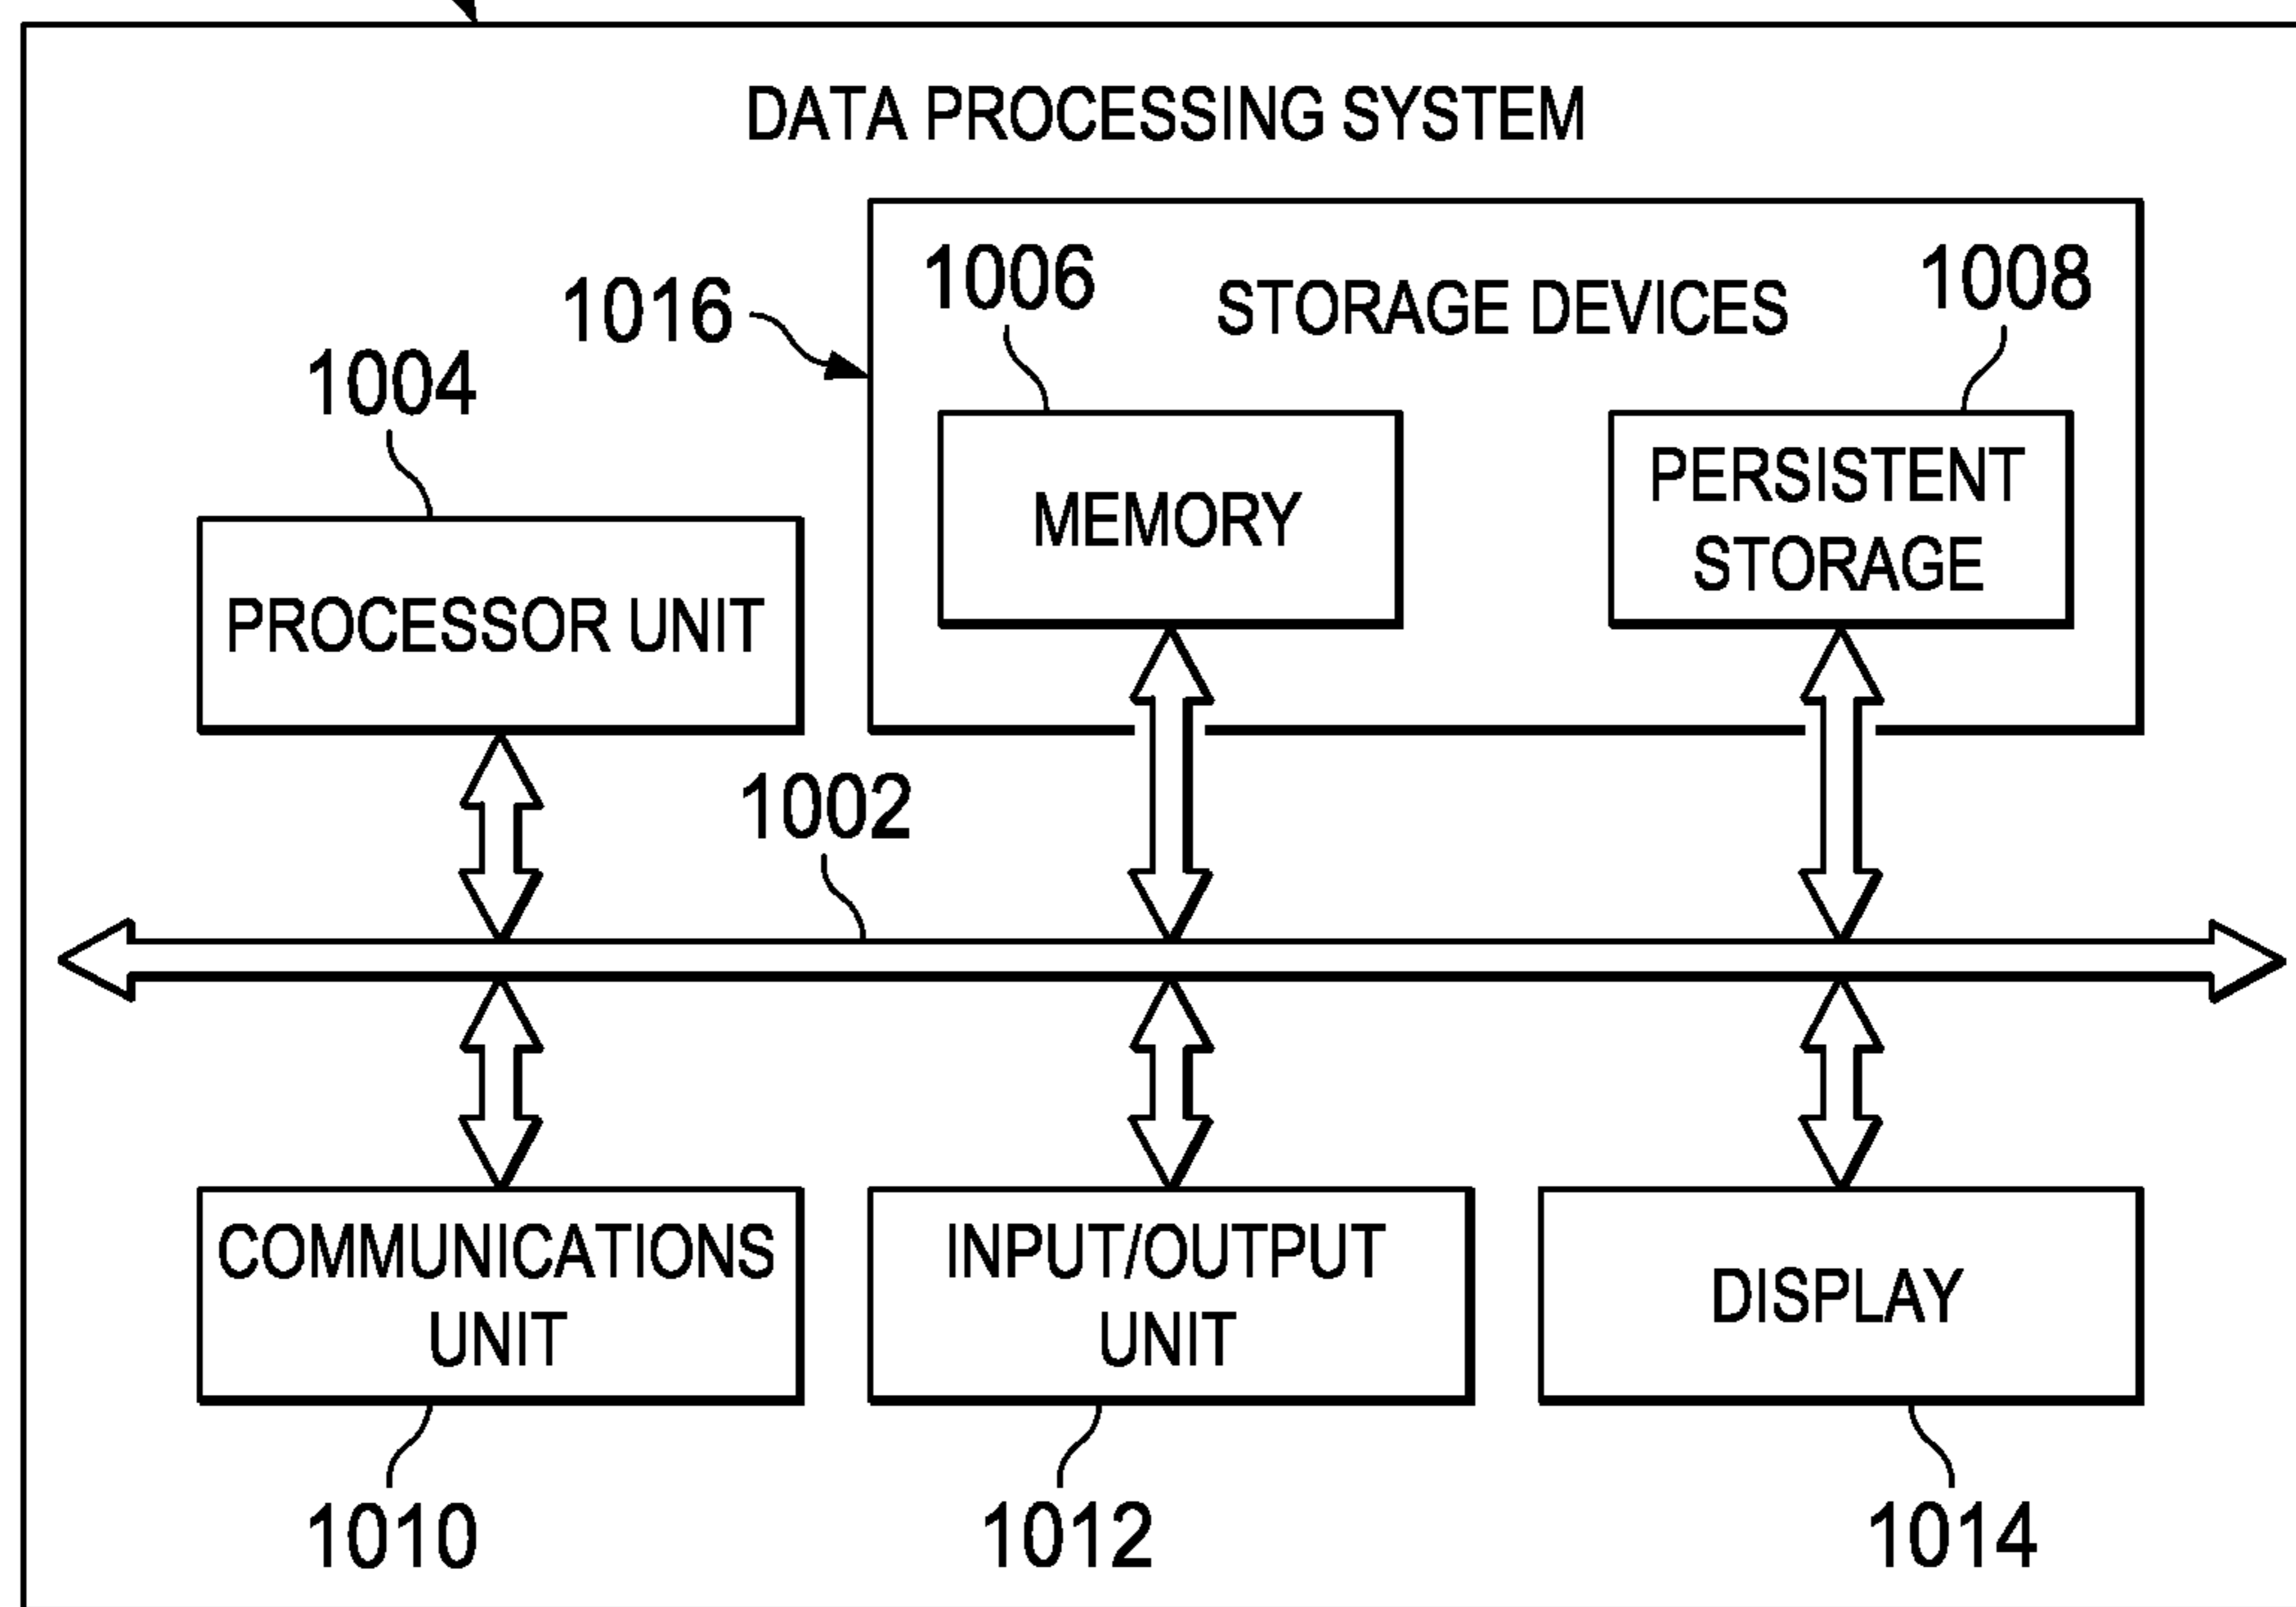 DATA PROCESSING SYSTEM
1006
STORAGE DEVICES
1008
1016
1004
MEMORY
PERSISTENT
STORAGE
PROCESSOR UNIT
1002
COMMUNICATIONS
UNIT
INPUT/OUTPUT
UNIT
DISPLAY
1010
1012
1014